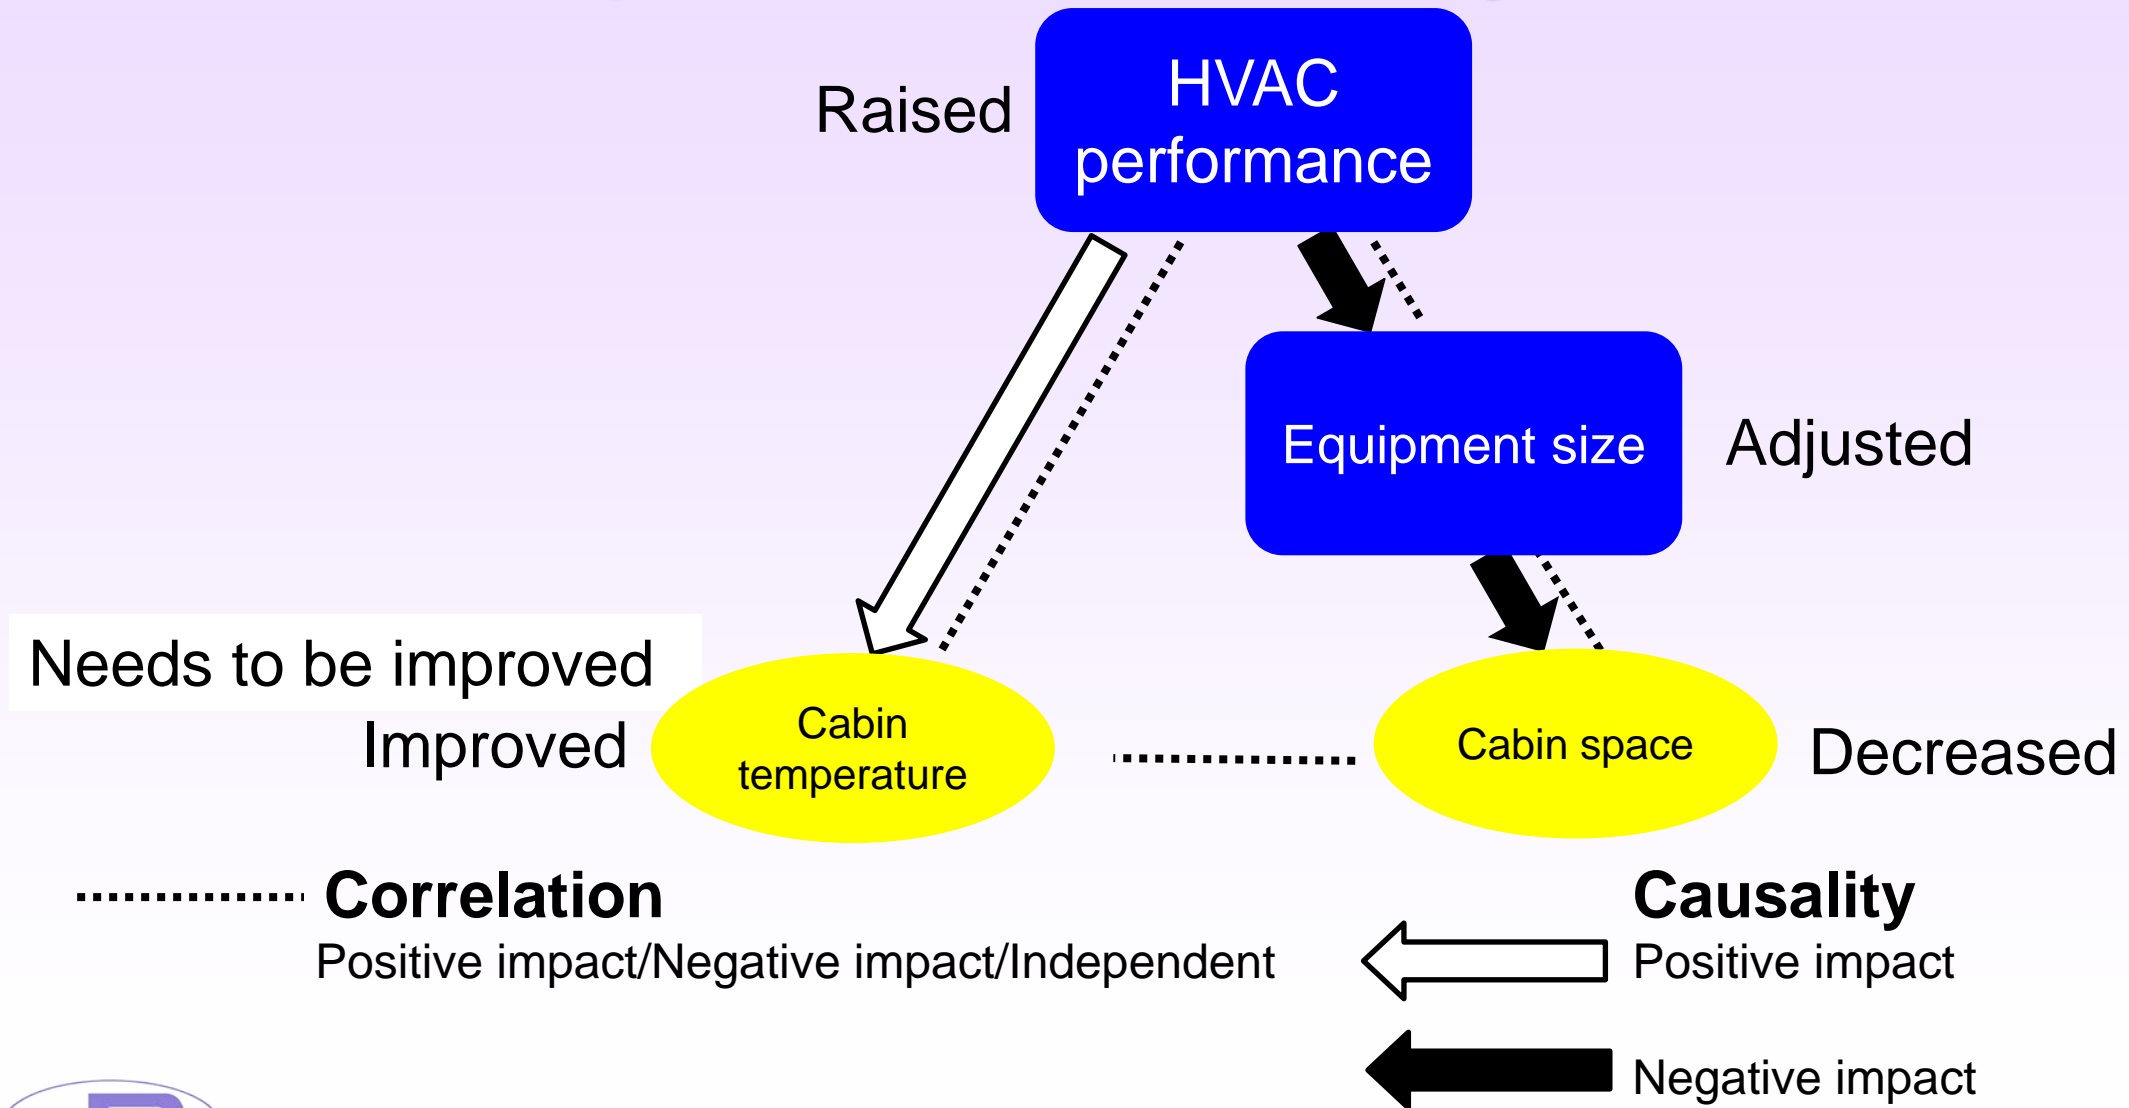 Raised
HVAC
performance
Equipment size
Adjusted
Needs to be improved
Improved
Cabin
temperature
Cabin space
Decreased
Correlation
Positive impact/Negative impact/Independent
Causality
Positive impact
Negative impact